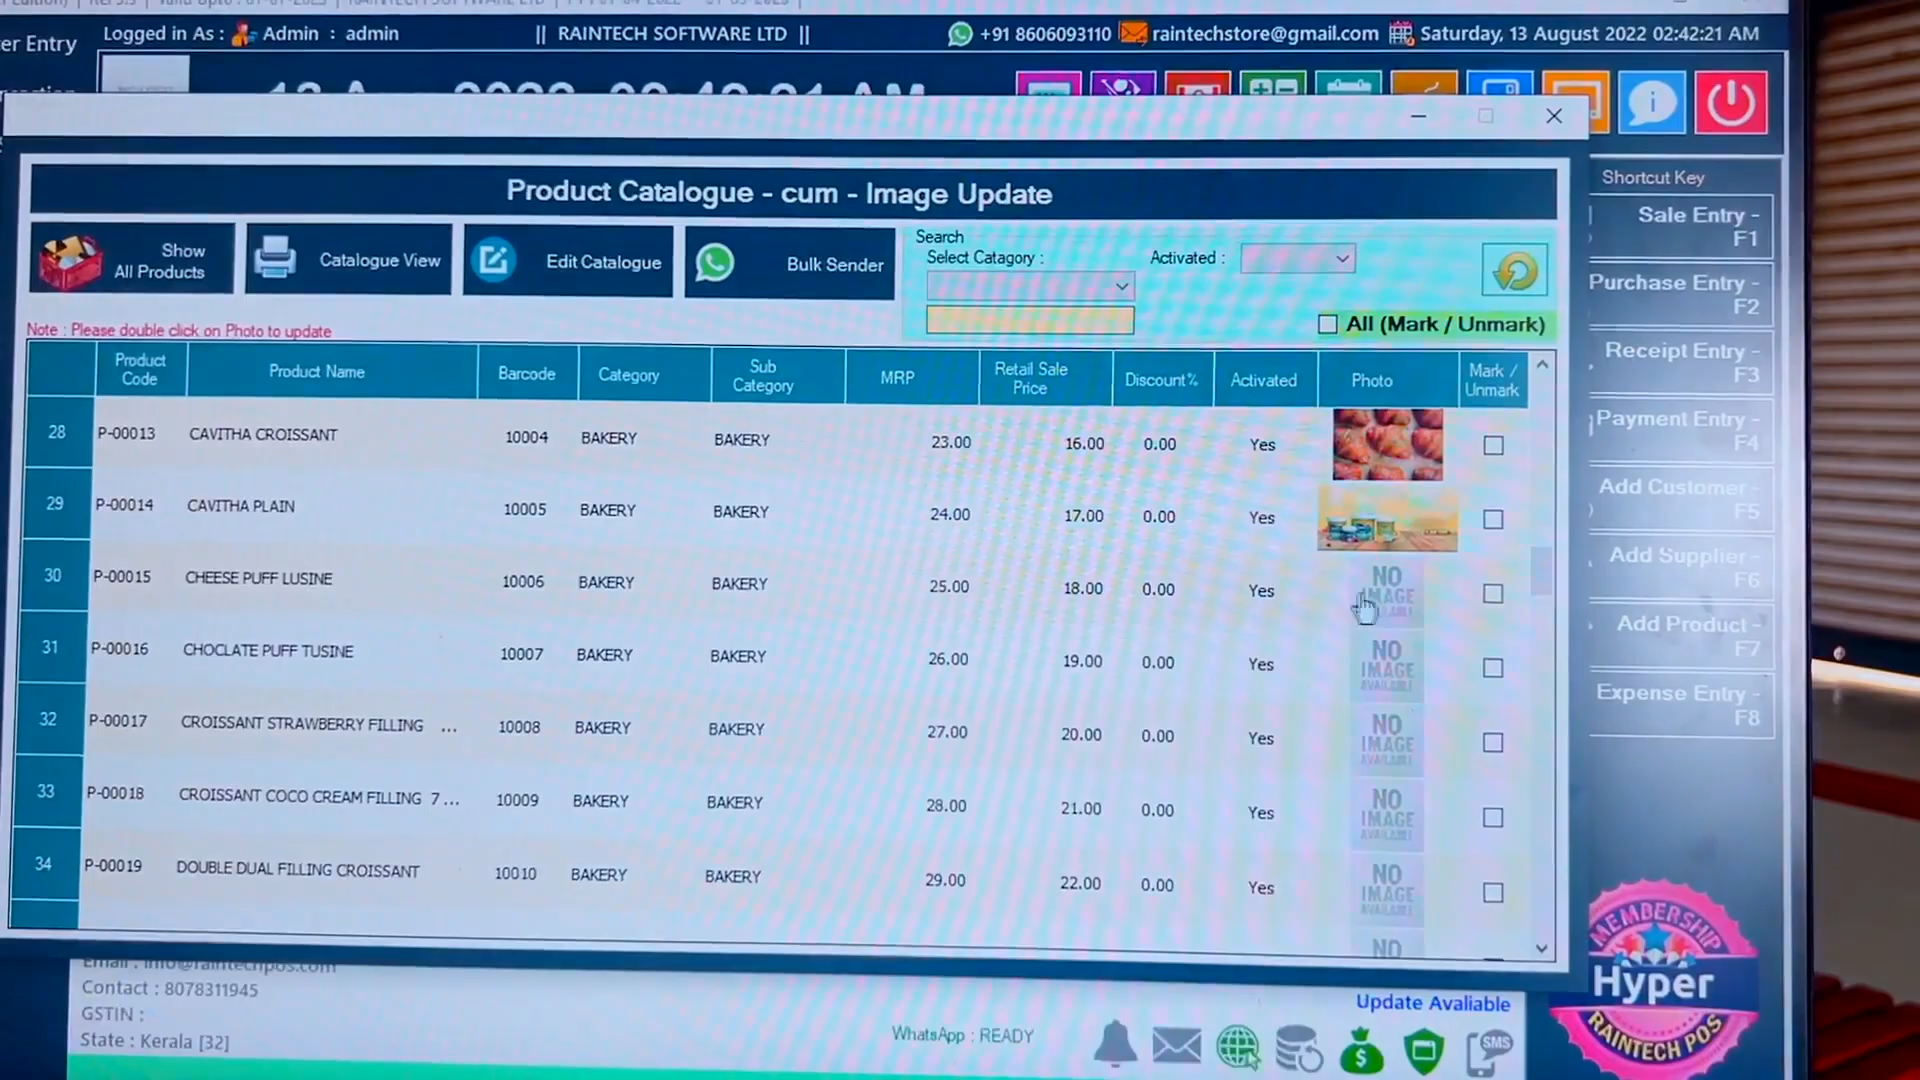 er Entry
Logged in As :
Admin : admin
|| RAINTECH SOFTWARE LTD ||
+91 8606093110
raintechstore@gmail.com
Saturday, 13 August 2022 02:42:21 AM
Product Catalogue - cum - Image Update
Show
All Products
Catalogue View
Edit Catalogue
Bulk Sender
Search
Select Catagory :
Activated :
All (Mark / Unmark)
Note : Please double click on Photo to update
Product Code Product Name Barcode Category Sub Category MRP Retail Sale Price Discount% Activated Photo Mark / Unmark
28 P-00013 CAVITHA CROISSANT 10004 BAKERY BAKERY 23.00 16.00 0.00 Yes
29 P-00014 CAVITHA PLAIN 10005 BAKERY BAKERY 24.00 17.00 0.00 Yes
30 P-00015 CHEESE PUFF LUSINE 10006 BAKERY BAKERY 25.00 18.00 0.00 Yes NO IMAGE AVAILABLE
31 P-00016 CHOCLATE PUFF TUSINE 10007 BAKERY BAKERY 26.00 19.00 0.00 Yes NO IMAGE AVAILABLE
32 P-00017 CROISSANT STRAWBERRY FILLING ... 10008 BAKERY BAKERY 27.00 20.00 0.00 Yes NO IMAGE AVAILABLE
33 P-00018 CROISSANT COCO CREAM FILLING 7 ... 10009 BAKERY BAKERY 28.00 21.00 0.00 Yes NO IMAGE AVAILABLE
34 P-00019 DOUBLE DUAL FILLING CROISSANT 10010 BAKERY BAKERY 29.00 22.00 0.00 Yes NO IMAGE AVAILABLE
NO
Shortcut Key
Sale Entry -
F1
Purchase Entry -
F2
Receipt Entry -
F3
Payment Entry -
F4
Add Customer -
F5
Add Supplier -
F6
Add Product -
F7
Expense Entry -
F8
Email : info@raintechpos.com
Contact : 8078311945
GSTIN :
State : Kerala [32]
WhatsApp : READY
Update Avaliable
SMS
MEMBERSHIP
Hyper
RAINTECH POS